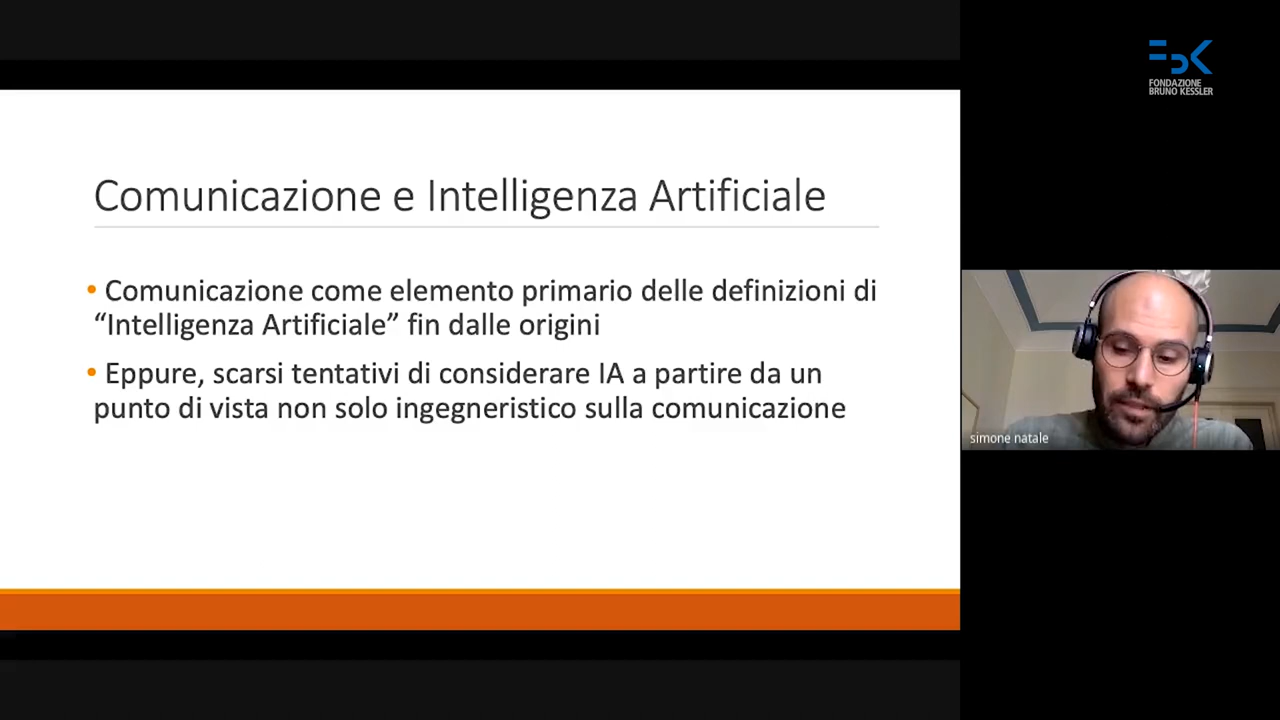 FBK
FONDAZIONE
BRUNO KESSLER
Comunicazione e Intelligenza Artificiale
• Comunicazione come elemento primario delle definizioni di
“Intelligenza Artificiale” fin dalle origini
• Eppure, scarsi tentativi di considerare IA a partire da un
punto di vista non solo ingegneristico sulla comunicazione
simone natale